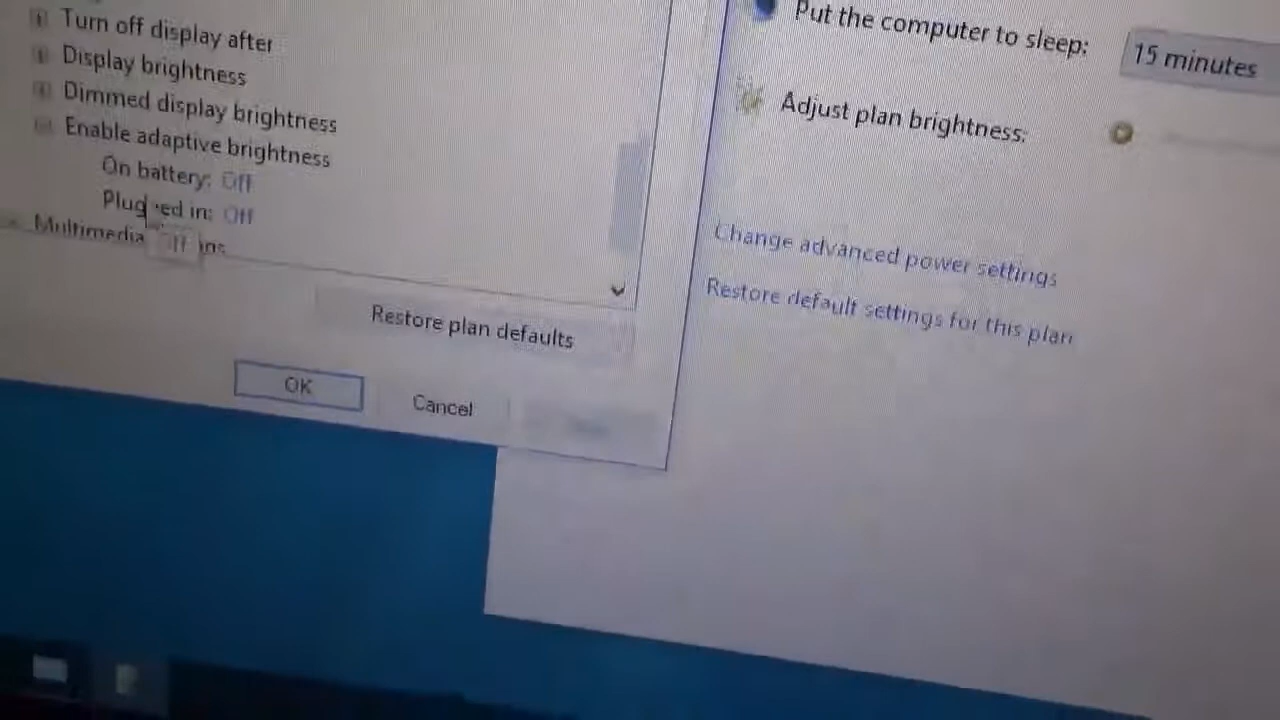 Turn off display after
Display brightness
Dimmed display brightness
Enable adaptive brightness
On battery: Off
Plugged in: Off
Multimedia
Off
Restore plan defaults
OK
Cancel
Put the computer to sleep:
15 minutes
Adjust plan brightness:
Change advanced power settings
Restore default settings for this plan